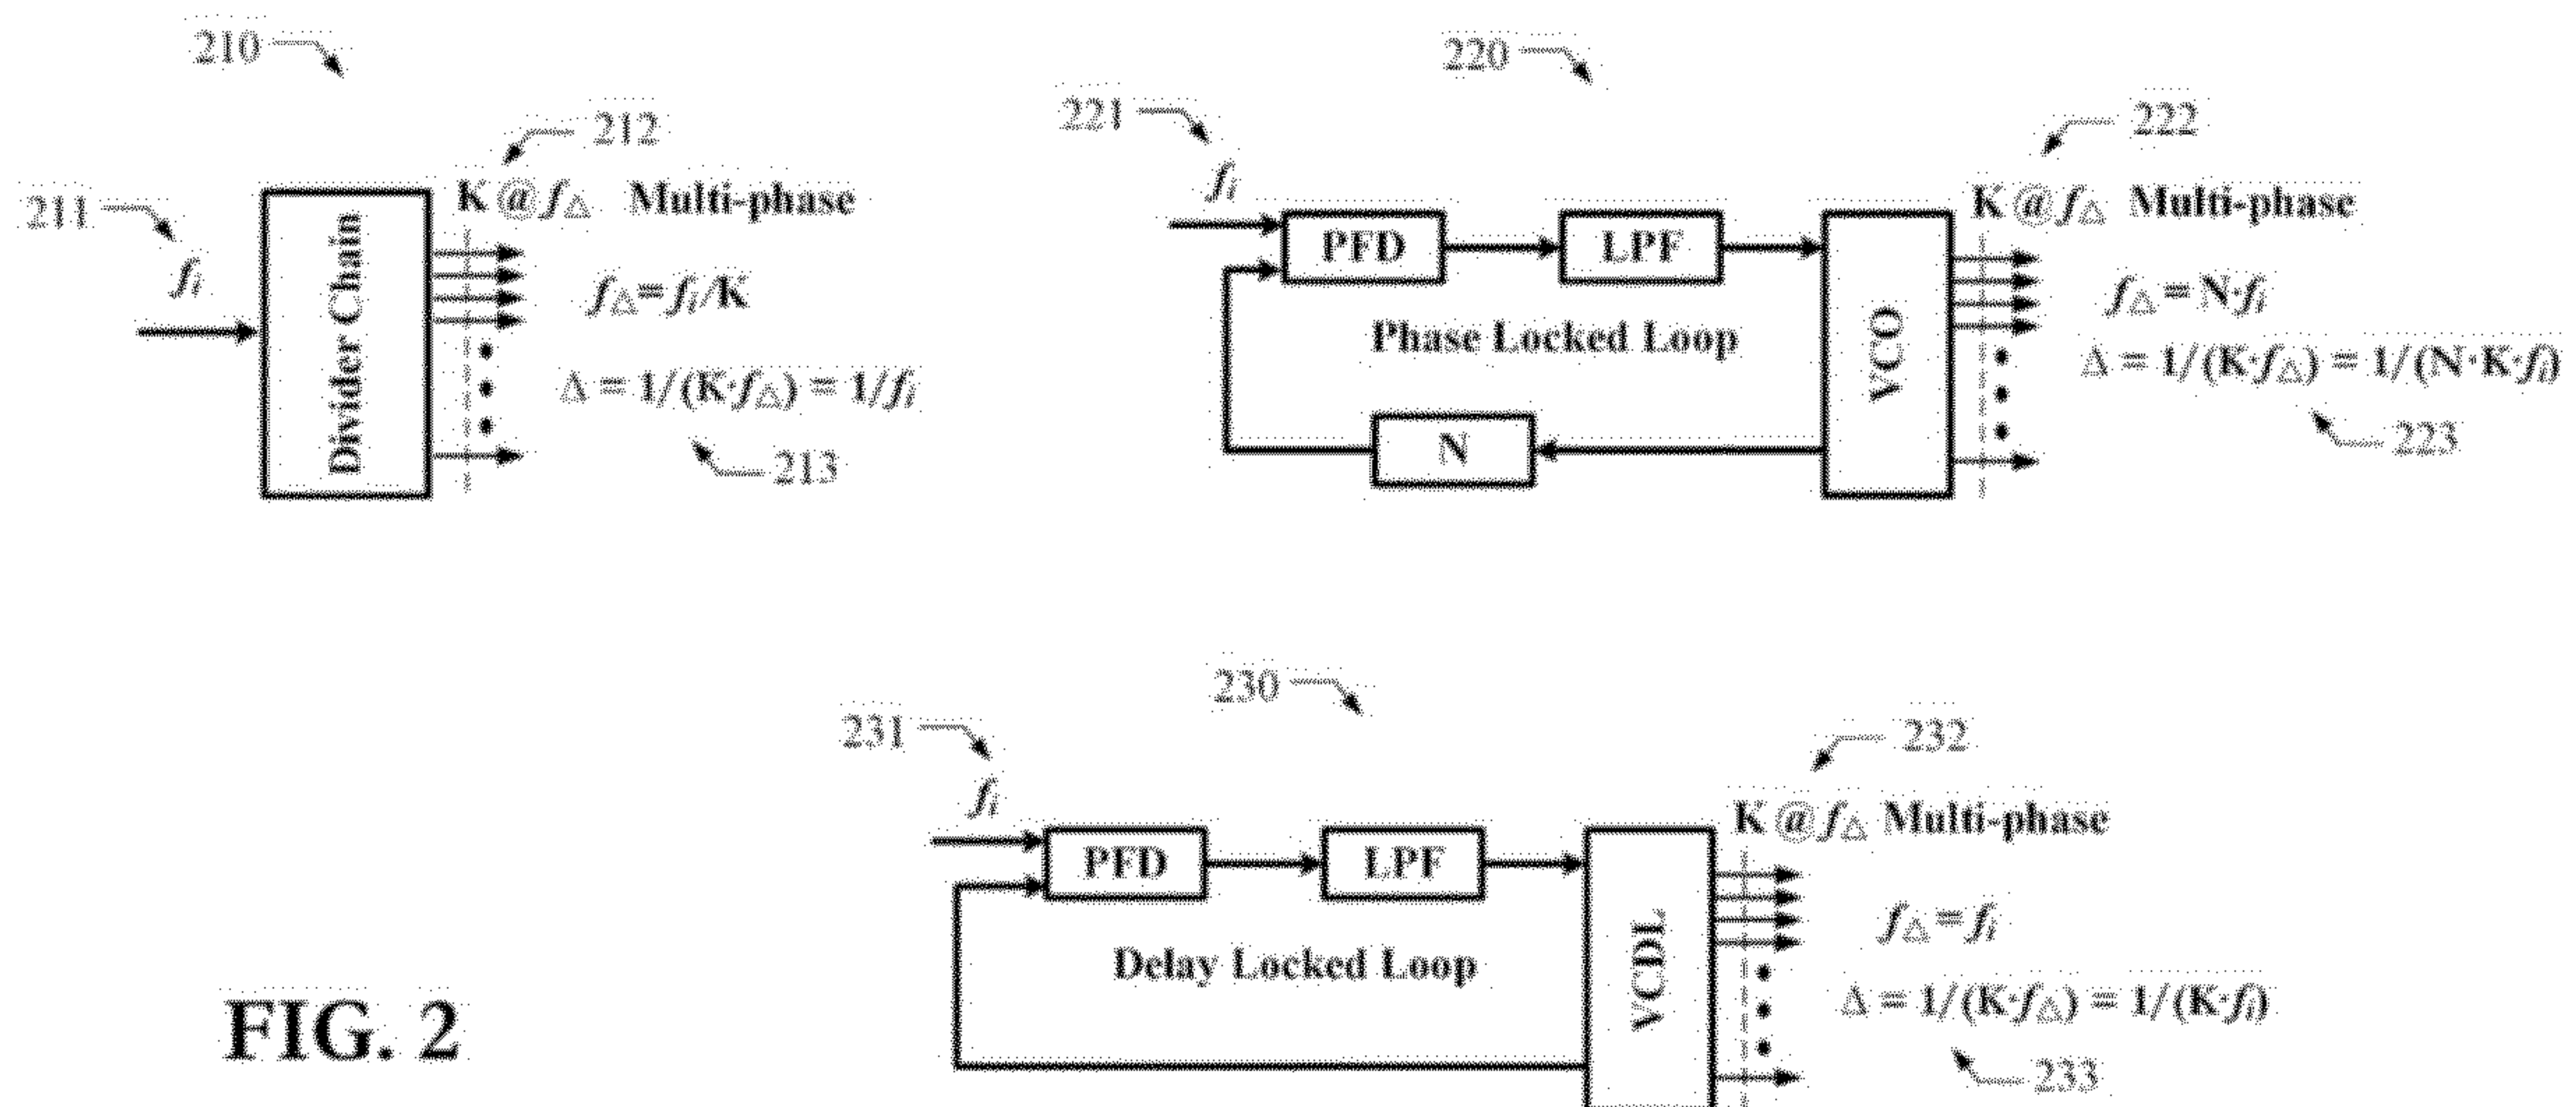 210
211
fi
Divider Chain
212
K @ f△ Multi-phase
f△=fi/K
Δ = 1/(K·f△) = 1/fi
213
220
221
fi
PFD
LPF
VCO
Phase Locked Loop
N
222
K @ f△ Multi-phase
f△ = N·fi
Δ = 1/(K·f△) = 1/(N·K·fi)
223
230
231
fi
PFD
LPF
VCDL
Delay Locked Loop
232
K @ f△ Multi-phase
f△ = fi
Δ = 1/(K·f△) = 1/(K·fi)
233
FIG. 2